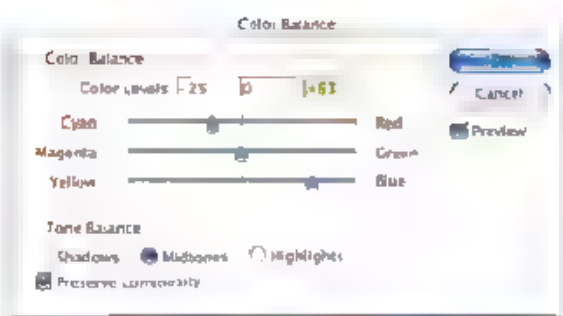 Color Balance
Color Balance
Color Levels -25 0 +63
Cyan Red
Magenta Green
Yellow Blue
Cancel
Preview
Tone Balance
Shadows Midtones Highlights
Preserve Luminosity